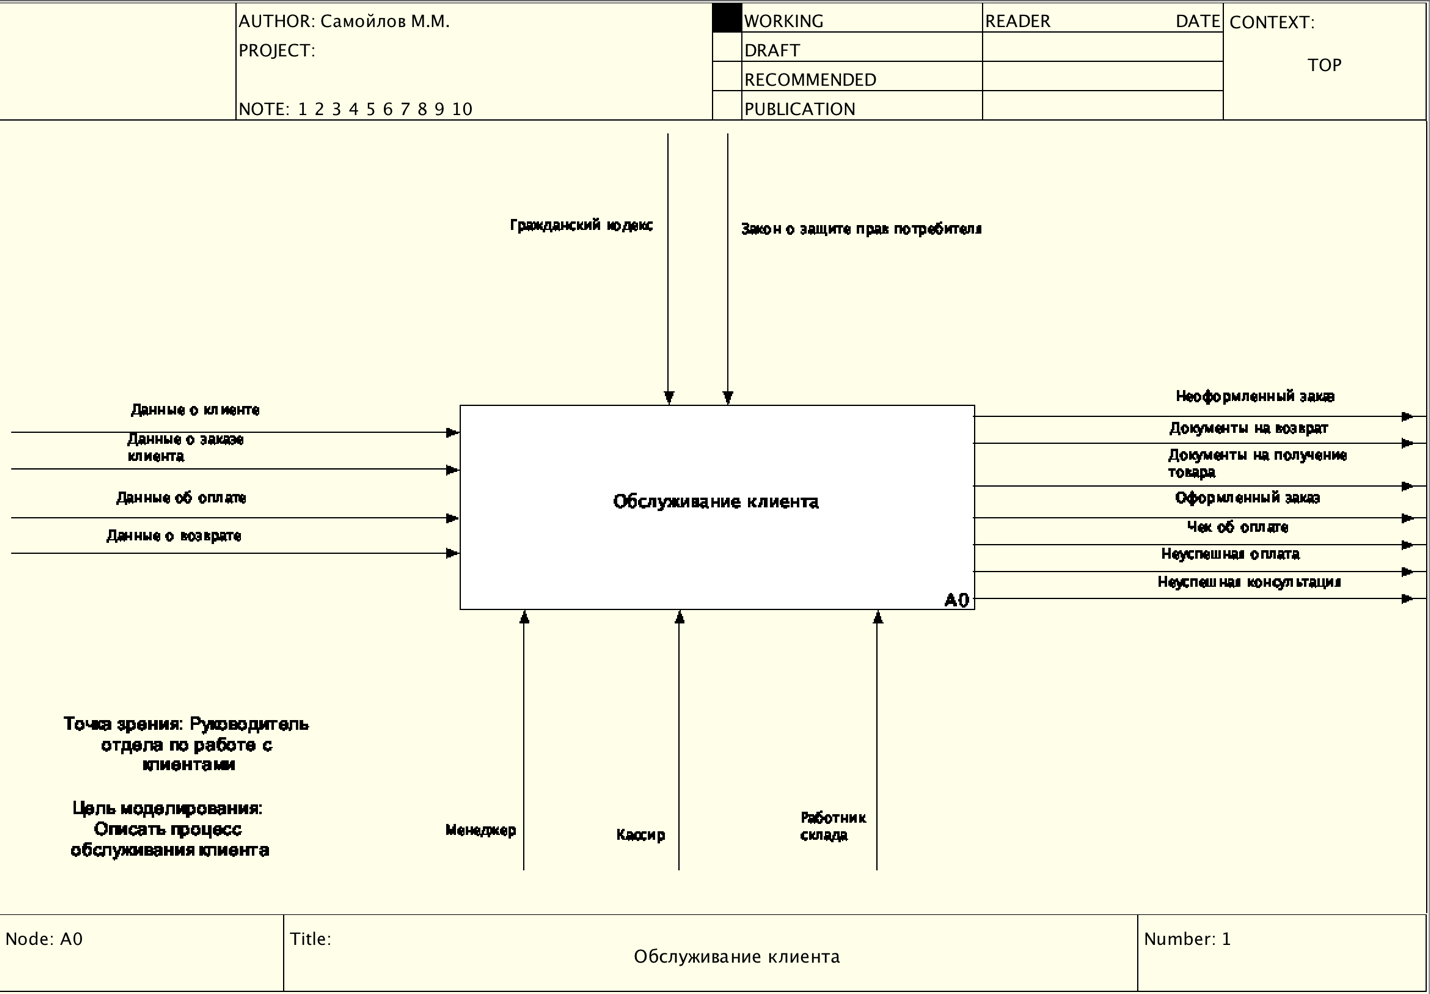 AUTHOR: Самойлов М.М.
PROJECT:
NOTE: 1 2 3 4 5 6 7 8 9 10
WORKING
DRAFT
RECOMMENDED
PUBLICATION
READER DATE
CONTEXT:
TOP
Гражданский кодекс
Закон о защите прав потребителя
Данные о клиенте
Данные о заказе
клиента
Данные об оплате
Данные о возврате
Обслуживание клиента
A0
Неоформленный заказ
Документы на возврат
Документы на получение
товара
Оформленный заказ
Чек об оплате
Неуспешная оплата
Неуспешная консультация
Точка зрения: Руководитель
отдела по работе с
клиентами
Цель моделирования:
Описать процесс
обслуживания клиента
Менеджер
Кассир
Работник
склада
Node: A0
Title:
Обслуживание клиента
Number: 1